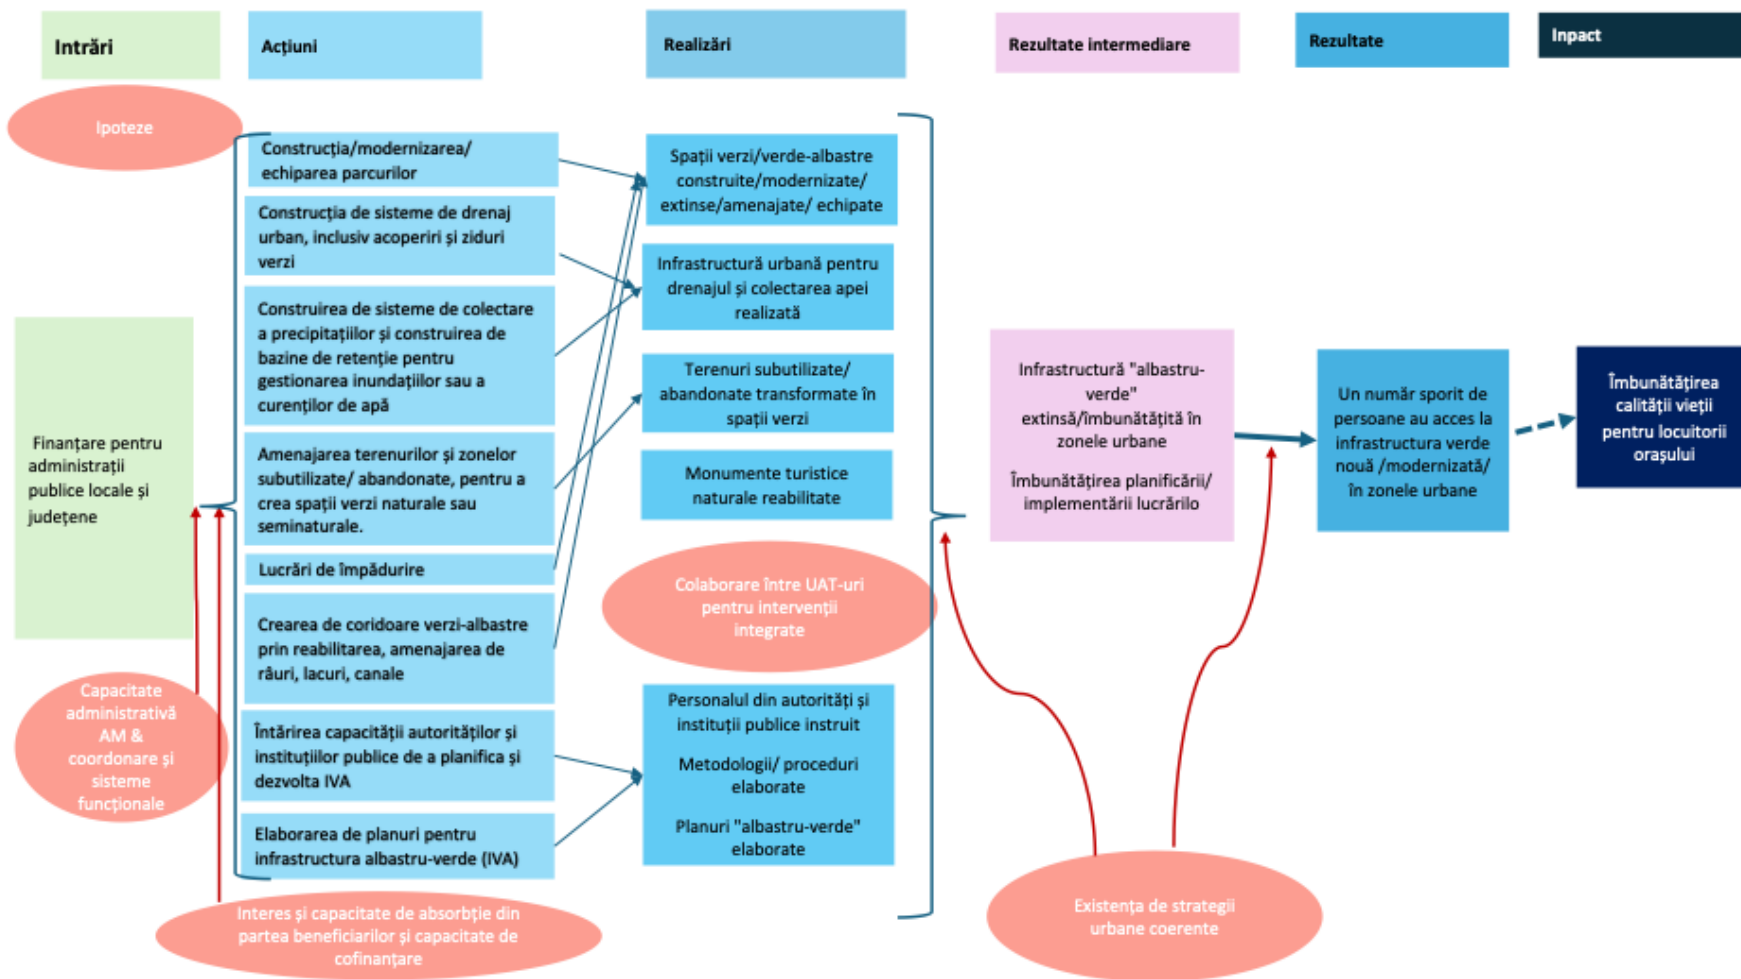 Intrări
Acțiuni
Realizări
Rezultate intermediare
Rezultate
Inpact
Ipoteze
Finanțare pentru
administrații
publice locale și
județene
Capacitate
administrativă
AM &
coordonare și
sisteme
funcționale
Construcția/modernizarea/
echiparea parcurilor
Construcția de sisteme de drenaj
urban, inclusiv acoperiri și ziduri
verzi
Construirea de sisteme de colectare
a precipitațiilor și construirea de
bazine de retenție pentru
gestionarea inundațiilor sau a
curenților de apă
Amenajarea terenurilor și zonelor
subutilizate/ abandonate, pentru a
crea spații verzi naturale sau
seminaturale.
Lucrări de împădurire
Crearea de coridoare verzi-albastre
prin reabilitarea, amenajarea de
râuri, lacuri, canale
Întărirea capacității autorităților și
instituțiilor publice de a planifica și
dezvolta IVA
Elaborarea de planuri pentru
infrastructura albastru-verde (IVA)
Interes și capacitate de absorbție din
partea beneficiarilor și capacitate de
cofinanțare
Spații verzi/verde-albastre
construite/modernizate/
extinse/amenajate/ echipate
Infrastructură urbană pentru
drenajul și colectarea apei
realizată
Terenuri subutilizate/
abandonate transformate în
spații verzi
Monumente turistice
naturale reabilitate
Colaborare între UAT-uri
pentru intervenții
integrate
Personalul din autorități și
instituții publice instruit
Metodologii/ proceduri
elaborate
Planuri "albastru-verde"
elaborate
Infrastructură "albastru-
verde"
extinsă/îmbunătățită în
zonele urbane
Îmbunătățirea planificării/
implementării lucrărilo
Existența de strategii
urbane coerente
Un număr sporit de
persoane au acces la
infrastructura verde
nouă /modernizată/
în zonele urbane
Îmbunătățirea
calității vieții
pentru locuitorii
orașului